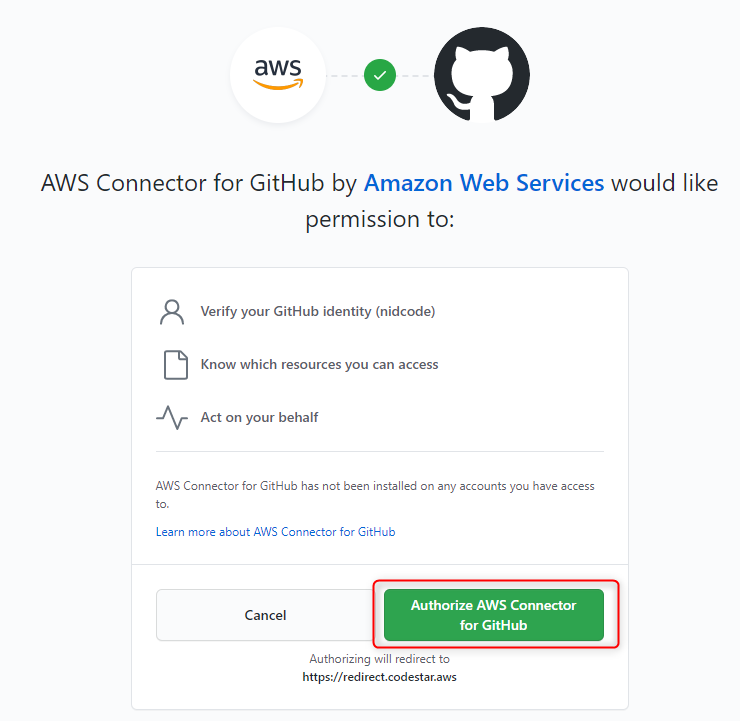 aws
AWS Connector for GitHub by Amazon Web Services would like
permission to:
Verify your GitHub identity (nidcode)
Know which resources you can access
Act on your behalf
AWS Connector for GitHub has not been installed on any accounts you have access
to.
Learn more about AWS Connector for GitHub
Cancel
Authorize AWS Connector
for GitHub
Authorizing will redirect to
https://redirect.codestar.aws